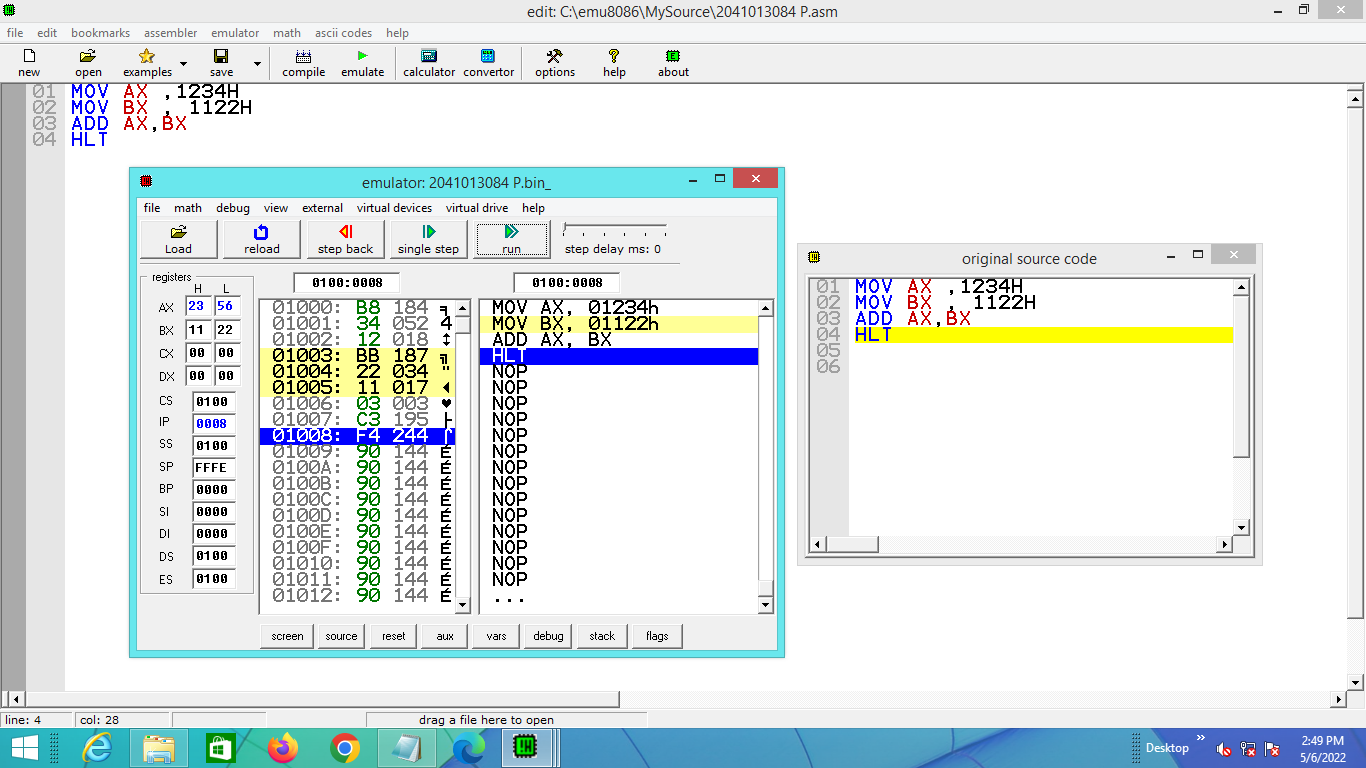 edit: C:\emu8086\MySource\2041013084 P.asm
file edit bookmarks assembler emulator math ascii codes help
new open examples save compile emulate calculator convertor options help about
01 MOV AX ,1234H
02 MOV BX , 1122H
03 ADD AX,BX
04 HLT
emulator: 2041013084 P.bin_
file math debug view external virtual devices virtual drive help
Load reload step back single step run step delay ms: 0
registers
H L
AX 23 56
BX 11 22
CX 00 00
DX 00 00
CS 0100
IP 0008
SS 0100
SP FFFE
BP 0000
SI 0000
DI 0000
DS 0100
ES 0100
0100:0008
01000: B8 184 ╕
01001: 34 052 4
01002: 12 018 ↕
01003: BB 187 ╗
01004: 22 034 "
01005: 11 017 ◄
01006: 03 003 ♥
01007: C3 195 ├
01008: F4 244 ⌠
01009: 90 144 É
0100A: 90 144 É
0100B: 90 144 É
0100C: 90 144 É
0100D: 90 144 É
0100E: 90 144 É
0100F: 90 144 É
01010: 90 144 É
01011: 90 144 É
01012: 90 144 É
0100:0008
MOV AX, 01234h
MOV BX, 01122h
ADD AX, BX
HLT
NOP
NOP
NOP
NOP
NOP
NOP
NOP
NOP
NOP
NOP
NOP
NOP
NOP
NOP
...
screen source reset aux vars debug stack flags
original source code
01 MOV AX ,1234H
02 MOV BX , 1122H
03 ADD AX,BX
04 HLT
05
06
line: 4 col: 28 drag a file here to open
Desktop
2:49 PM
5/6/2022